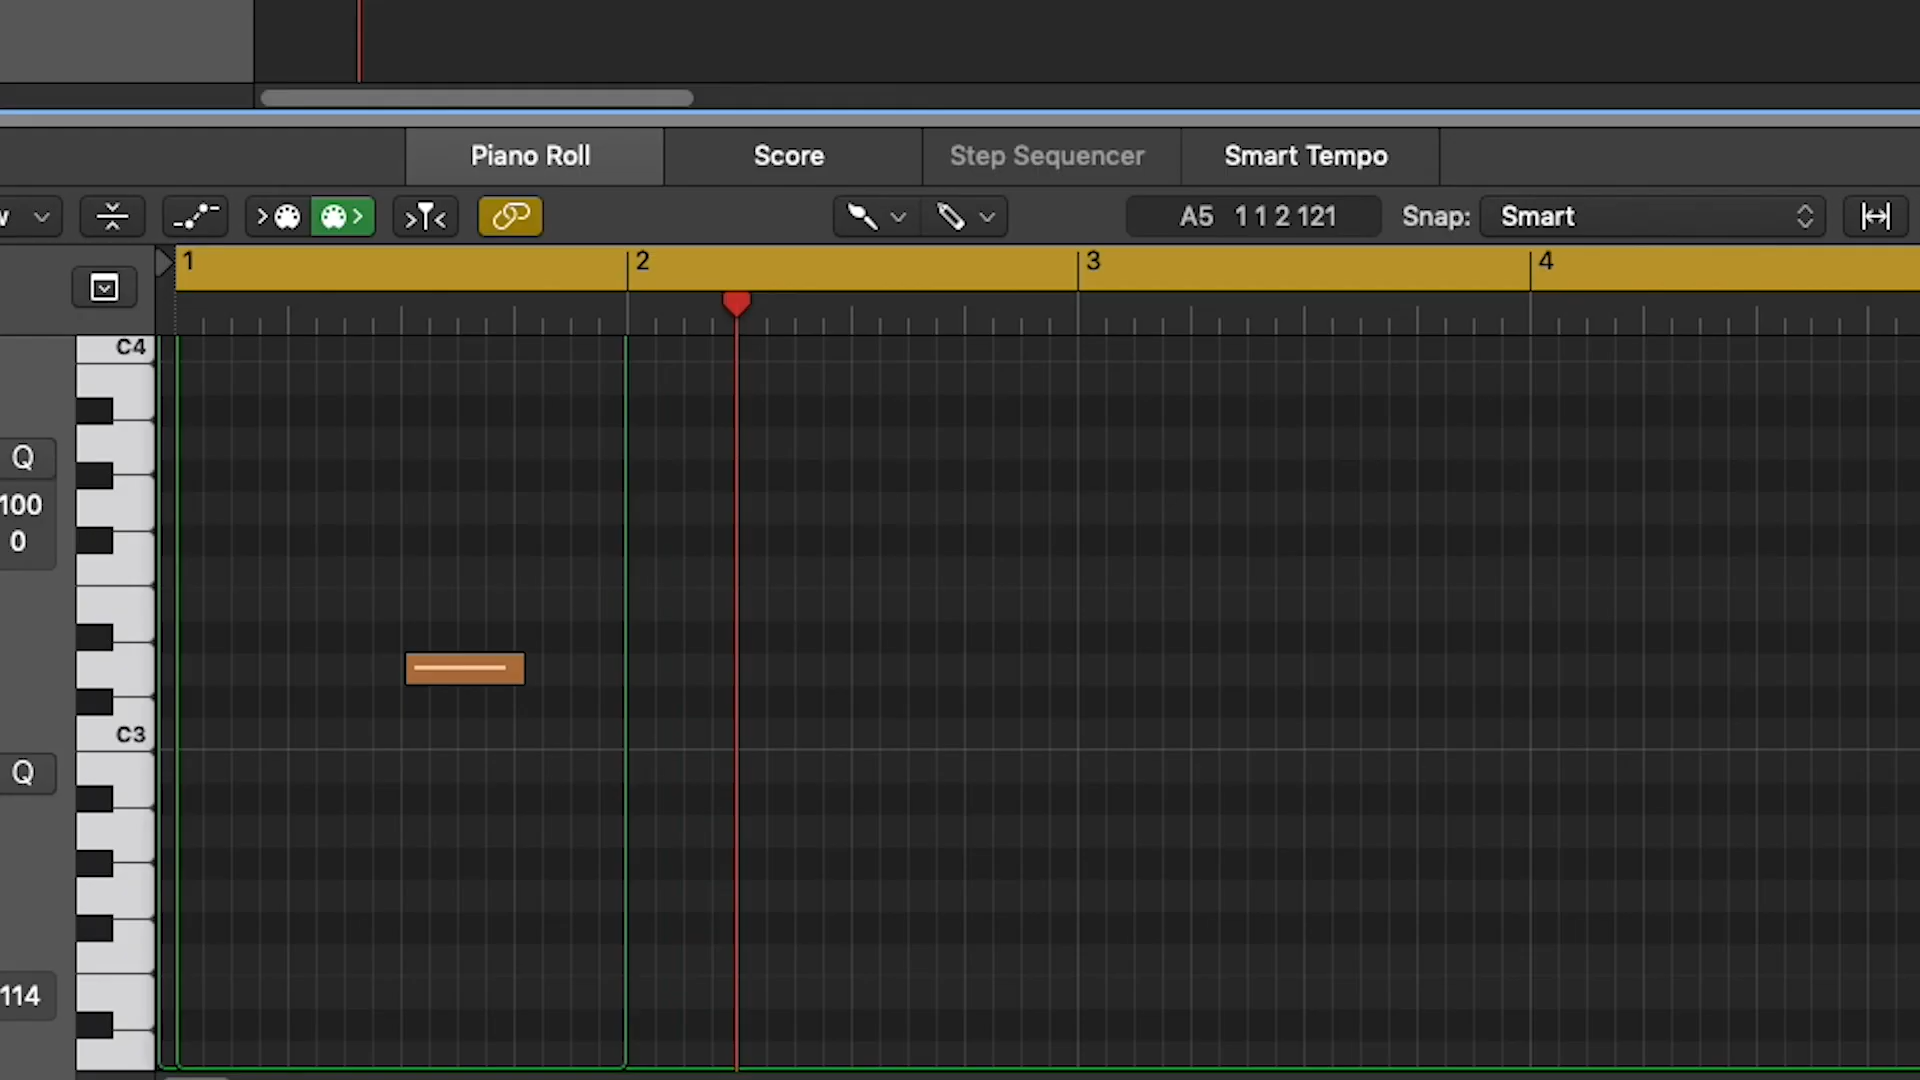 Piano Roll
Score
Step Sequencer
Smart Tempo
A5 1 1 2 121
Snap:
Smart
1
2
3
4
C4
Q
100
0
C3
Q
114